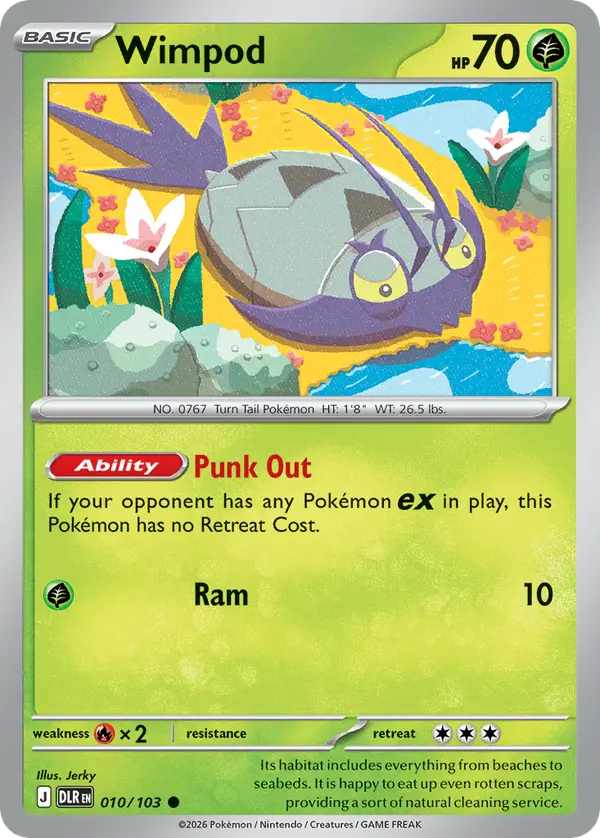 BASIC Wimpod HP 70
NO. 0767 Turn Tail Pokémon HT: 1'8" WT: 26.5 lbs.
Ability Punk Out
If your opponent has any Pokémon ex in play, this
Pokémon has no Retreat Cost.
Ram 10
weakness ×2 resistance retreat
Its habitat includes everything from beaches to
seabeds. It is happy to eat up even rotten scraps,
providing a sort of natural cleaning service.
Illus. Jerky
J DLR EN 010/103
©2026 Pokémon / Nintendo / Creatures / GAME FREAK